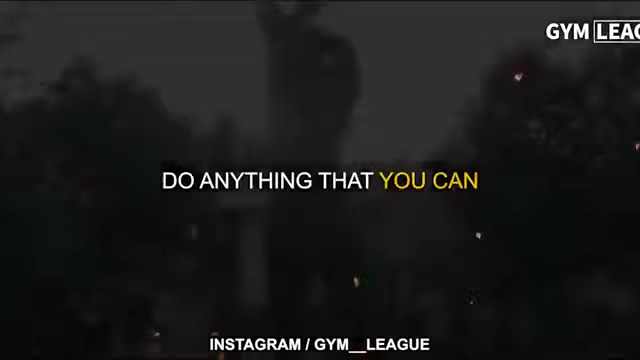 GYM LEAG
DO ANYTHING THAT YOU CAN
INSTAGRAM / GYM__LEAGUE